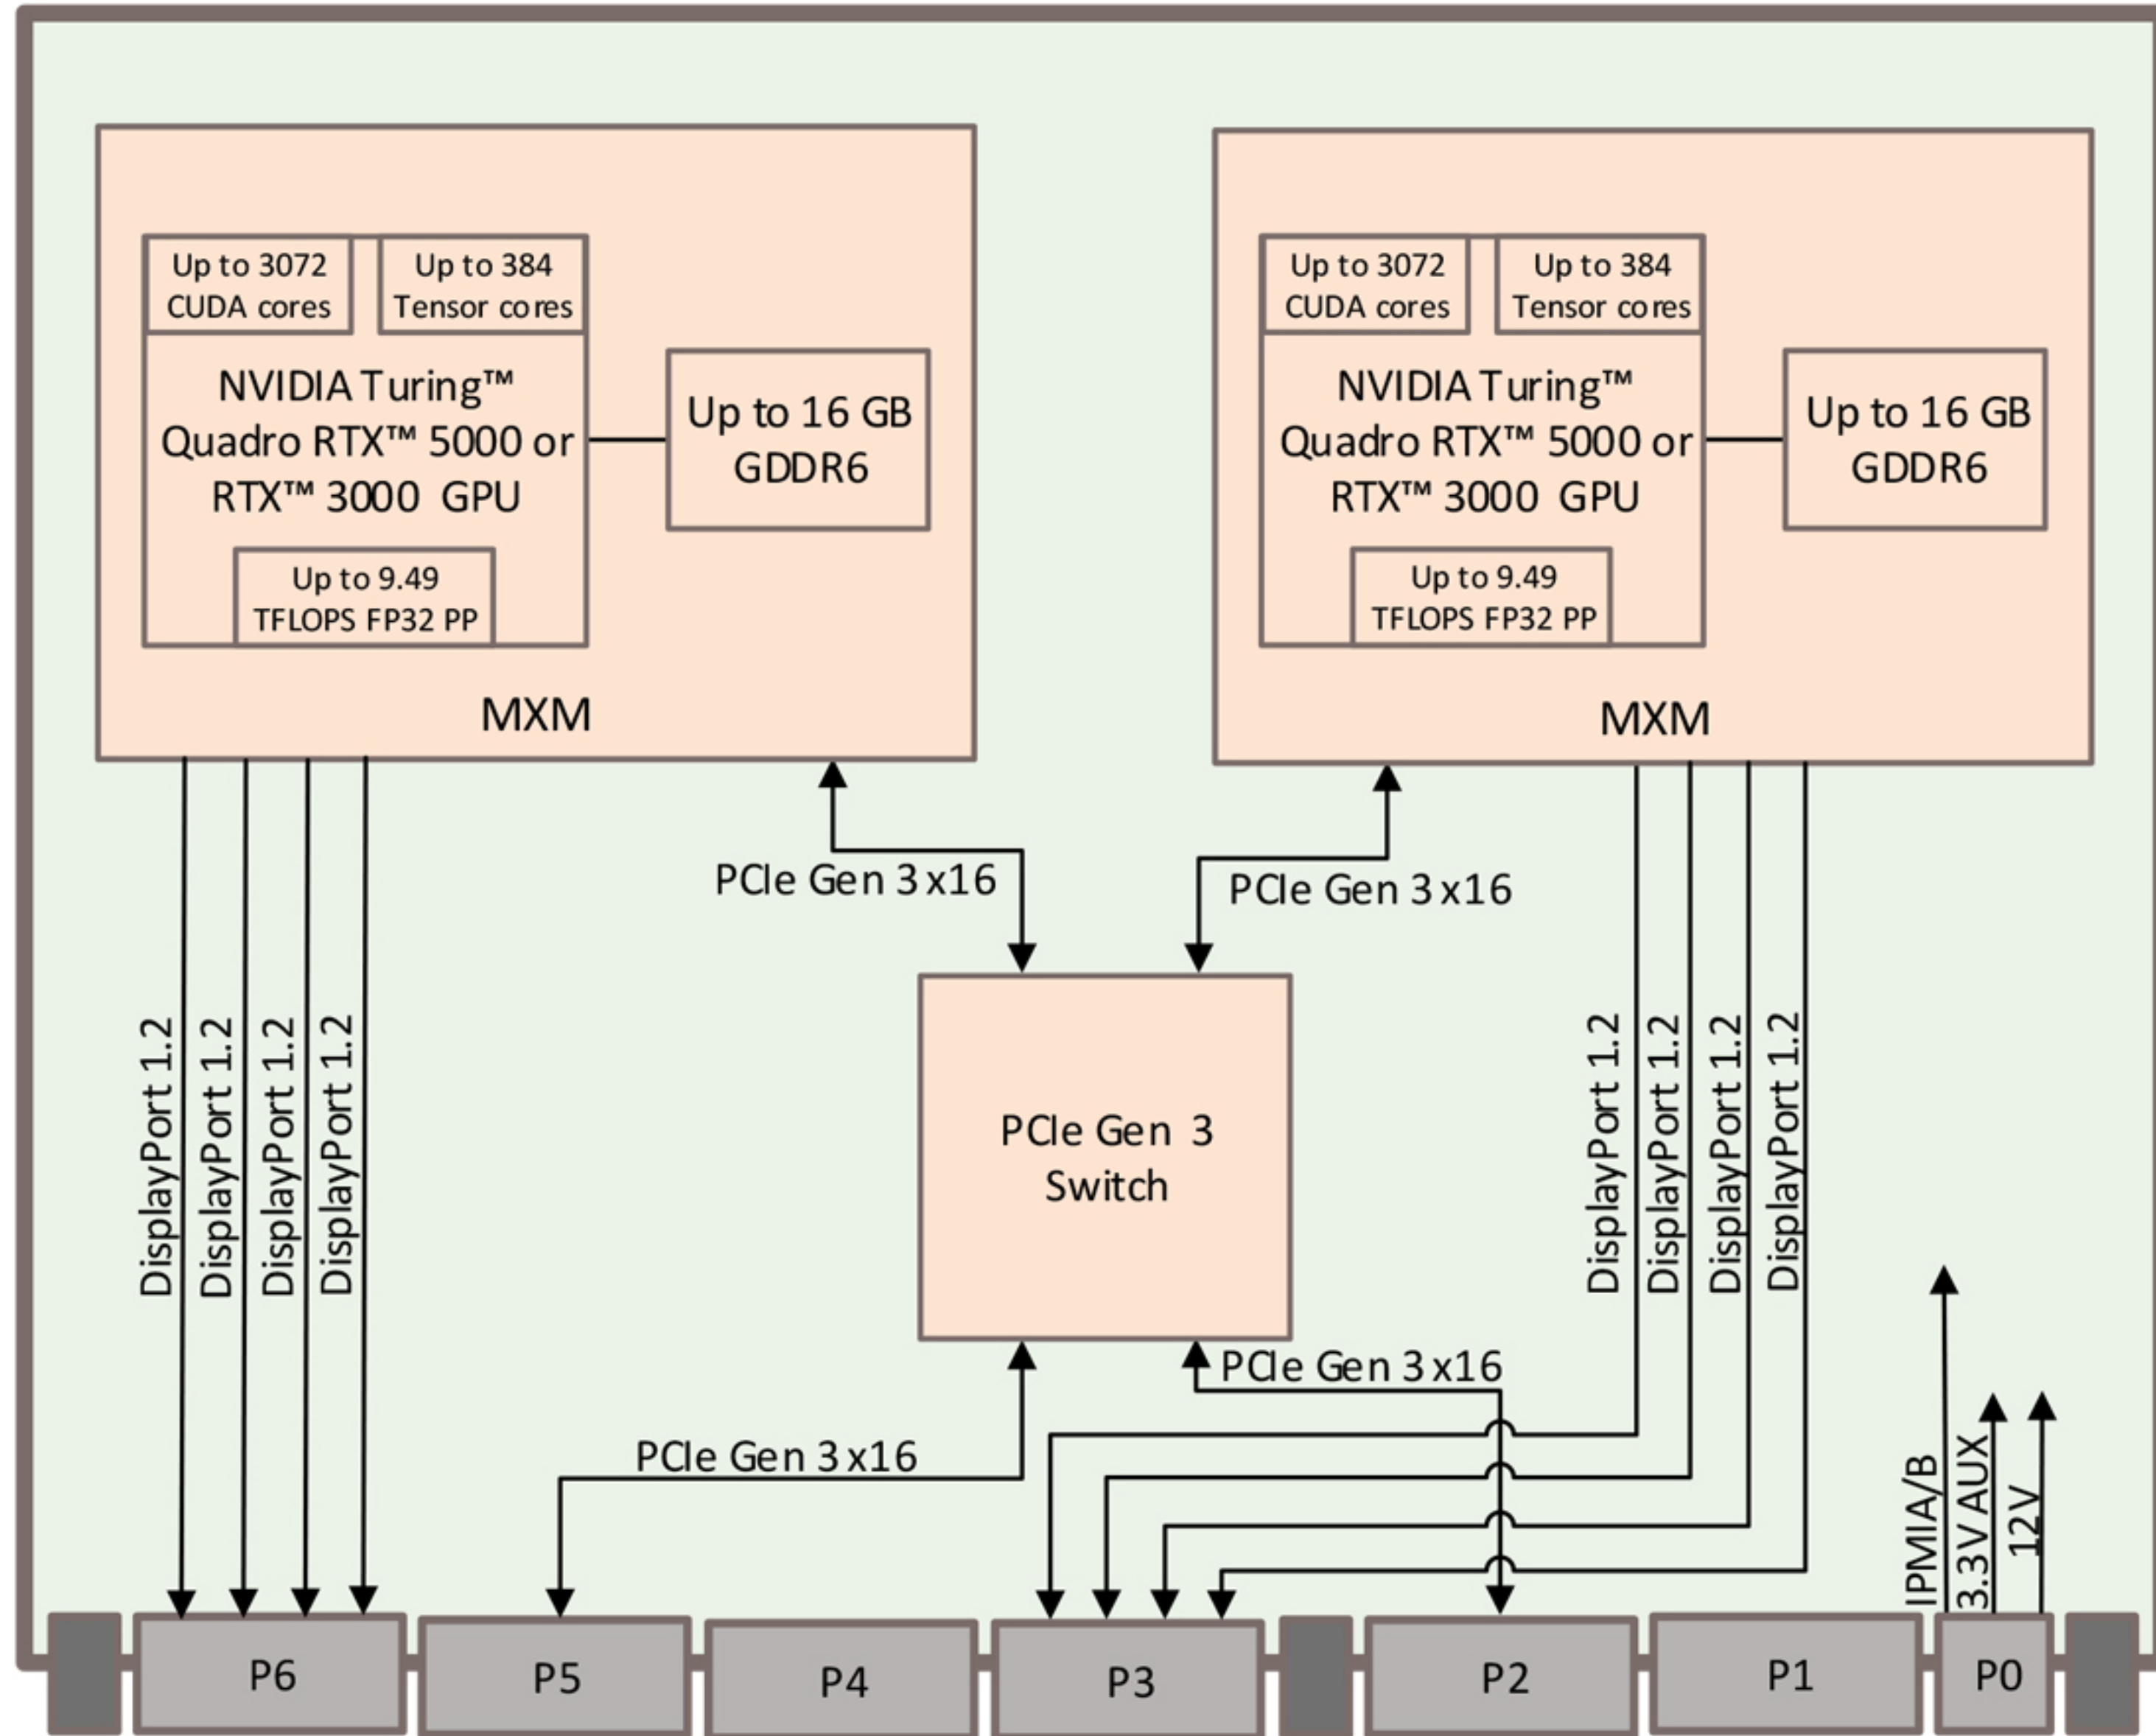 Up to 3072
CUDA cores
Up to 384
Tensor cores
NVIDIA Turing™
Quadro RTX™ 5000 or
RTX™ 3000 GPU
Up to 9.49
TFLOPS FP32 PP
Up to 16 GB
GDDR6
MXM
Up to 3072
CUDA cores
Up to 384
Tensor cores
NVIDIA Turing™
Quadro RTX™ 5000 or
RTX™ 3000 GPU
Up to 9.49
TFLOPS FP32 PP
Up to 16 GB
GDDR6
MXM
PCIe Gen 3 x16
PCIe Gen 3 x16
DisplayPort 1.2
DisplayPort 1.2
DisplayPort 1.2
DisplayPort 1.2
PCIe Gen 3
Switch
DisplayPort 1.2
DisplayPort 1.2
DisplayPort 1.2
DisplayPort 1.2
PCIe Gen 3 x16
PCIe Gen 3 x16
IPMIA/B
3.3V AUX
12V
P6
P5
P4
P3
P2
P1
P0